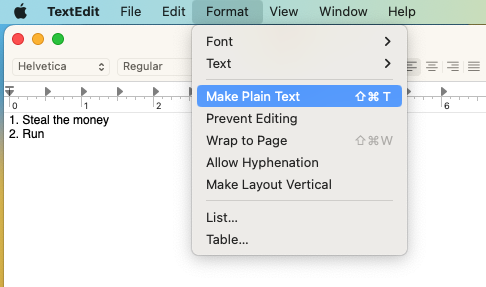 TextEdit File Edit Format View Window Help
Font
Text
Helvetica Regular
Make Plain Text ⇧⌘T
0 1 2 6
1. Steal the money
Prevent Editing
2. Run
Wrap to Page ⇧⌘W
Allow Hyphenation
Make Layout Vertical
List...
Table...